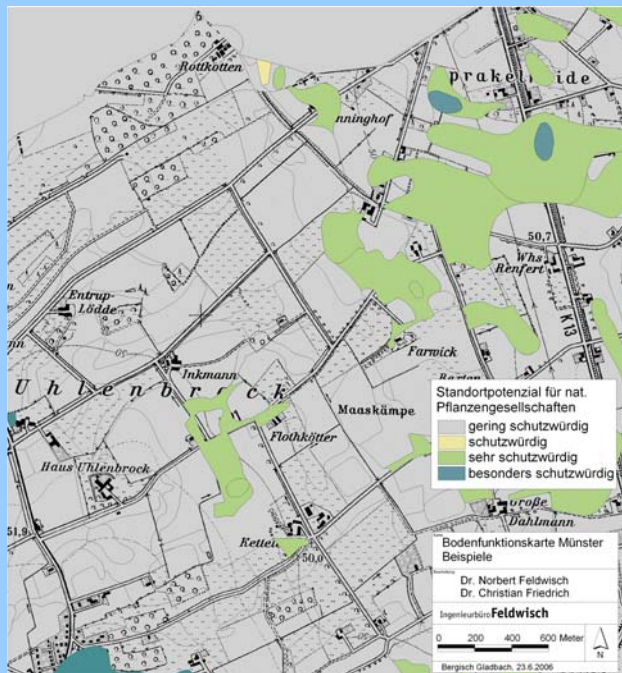 Rottkotten
prakel
ide
nninghof
50,7
Whs
Renfert
K13
Entrup-
Lödde
Inkmann
Farwick
Uhlenbrock
Maaskämpe
Flothkötter
Haus Uhlenbrock
51,9
50,0
Große
Dahlmann
Standortpotenzial für nat.
Pflanzengesellschaften
gering schutzwürdig
schutzwürdig
sehr schutzwürdig
besonders schutzwürdig
Bodenfunktionskarte Münster
Beispiele
Dr. Norbert Feldwisch
Dr. Christian Friedrich
Ingenieurbüro Feldwisch
0 200 400 600 Meter
N
Bergisch Gladbach, 23.6.2006